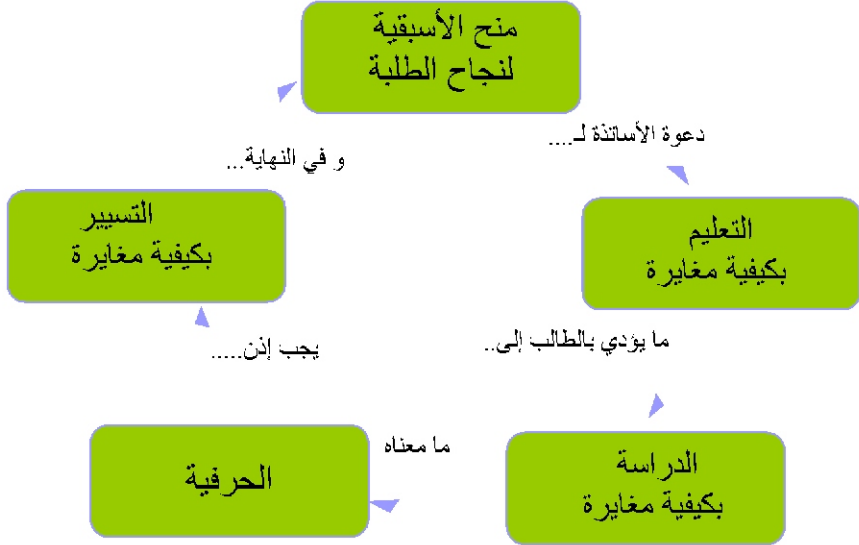 منح الأسبقية
لنجاح الطلبة
دعوة الأساتذة لـ....
التعليم
بكيفية مغايرة
ما يؤدي بالطالب إلى..
الدراسة
بكيفية مغايرة
ما معناه
الحرفية
يجب إذن.....
التسيير
بكيفية مغايرة
و في النهاية...